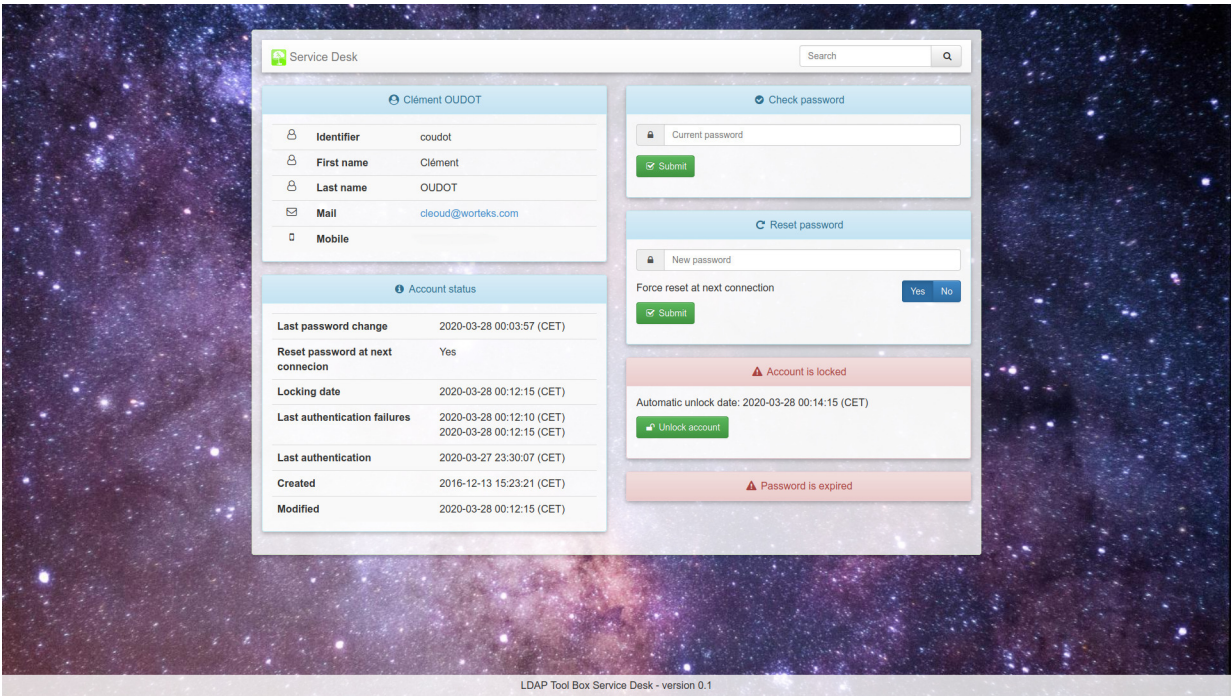 Service Desk
Search
Clément OUDOT
Identifier coudot
First name Clément
Last name OUDOT
Mail cleoud@worteks.com
Mobile
Account status
Last password change 2020-03-28 00:03:57 (CET)
Reset password at next Yes
connecion
Locking date 2020-03-28 00:12:15 (CET)
Last authentication failures 2020-03-28 00:12:10 (CET)
2020-03-28 00:12:15 (CET)
Last authentication 2020-03-27 23:30:07 (CET)
Created 2016-12-13 15:23:21 (CET)
Modified 2020-03-28 00:12:15 (CET)
Check password
Current password
Submit
Reset password
New password
Force reset at next connection Yes No
Submit
Account is locked
Automatic unlock date: 2020-03-28 00:14:15 (CET)
Unlock account
Password is expired
LDAP Tool Box Service Desk - version 0.1